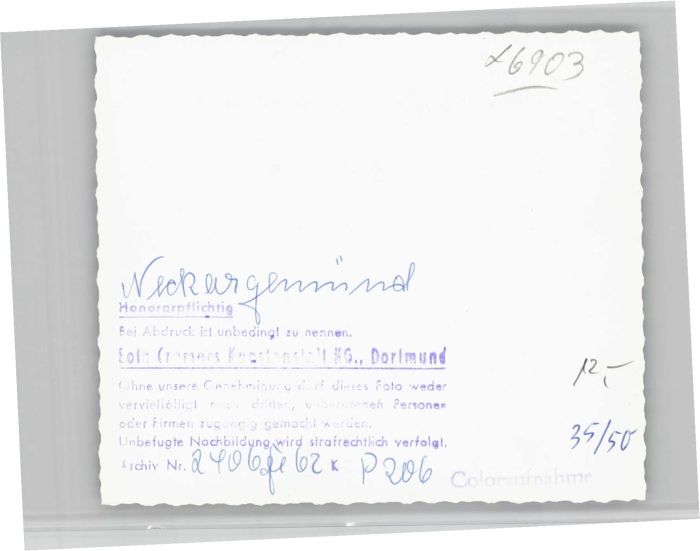 x6903
Neckargemünd
Honorarpflichtig
Bei Abdruck ist unbedingt zu nennen.
Foto Cramers Kunstanstalt KG., Dortmund
Ohne unsere Genehmigung darf dieses Foto weder
vervielfältigt noch dritten, unberufenen Personen
oder Firmen zugängig gemacht werden.
Unbefugte Nachbildung wird strafrechtlich verfolgt.
Archiv Nr. 62 K P206
12,-
35/50
Coloraufnahme